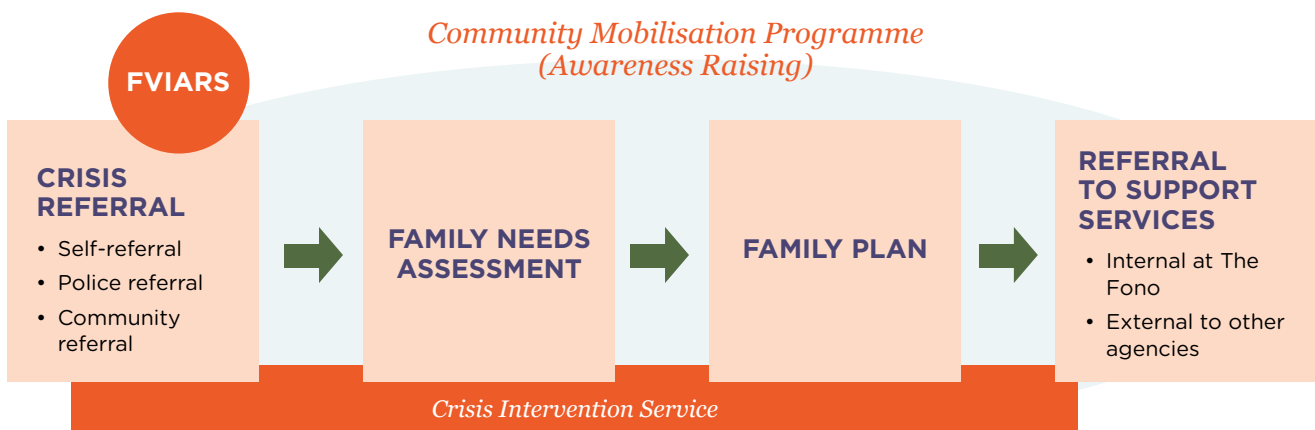 Community Mobilisation Programme
(Awareness Raising)
FVIARS
CRISIS
REFERRAL
• Self-referral
• Police referral
• Community
referral
FAMILY NEEDS
ASSESSMENT
FAMILY PLAN
REFERRAL
TO SUPPORT
SERVICES
• Internal at The
Fono
• External to other
agencies
Crisis Intervention Service